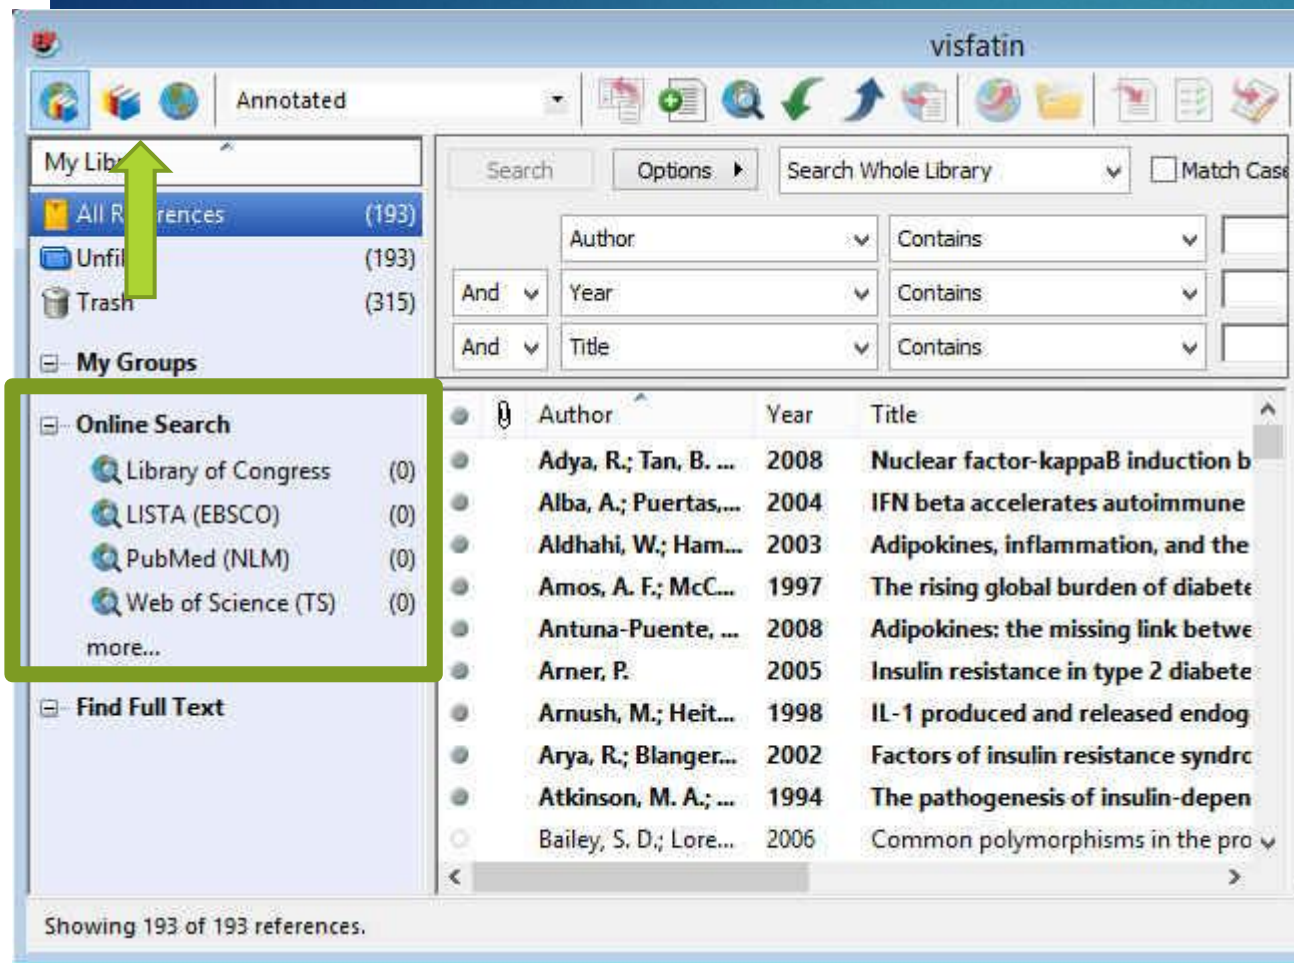 visfatin
Annotated
My Lib
Search Options Search Whole Library Match Case
All R rences (193)
Author Contains
Unfi (193)
And Year Contains
Trash (315)
And Title Contains
My Groups
Online Search
Author Year Title
Library of Congress (0)
Adya, R.; Tan, B. ... 2008 Nuclear factor-kappaB induction b
LISTA (EBSCO) (0)
Alba, A.; Puertas,... 2004 IFN beta accelerates autoimmune
PubMed (NLM) (0)
Aldhahi, W.; Ham... 2003 Adipokines, inflammation, and the
Web of Science (TS) (0)
Amos, A. F.; McC... 1997 The rising global burden of diabete
more...
Antuna-Puente, ... 2008 Adipokines: the missing link betwe
Arner, P. 2005 Insulin resistance in type 2 diabete
Find Full Text
Arnush, M.; Heit... 1998 IL-1 produced and released endog
Arya, R.; Blanger... 2002 Factors of insulin resistance syndrc
Atkinson, M. A.; ... 1994 The pathogenesis of insulin-depen
Bailey, S. D.; Lore... 2006 Common polymorphisms in the pro
Showing 193 of 193 references.